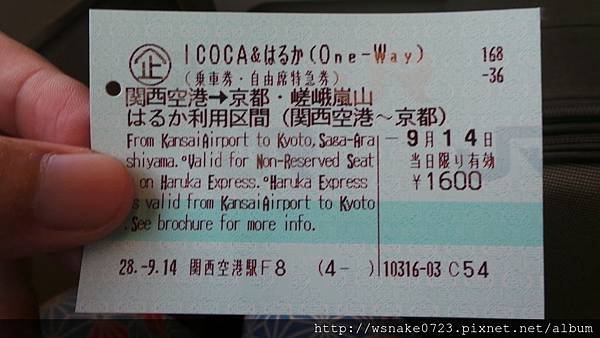 企 ICOCA&はるか(One-Way) 168
(乗車券・自由席特急券) -36
関西空港→京都・嵯峨嵐山
はるか利用区間(関西空港〜京都)
From KansaiAirport to Kyoto,Saga-Ara
shiyama.°Valid for Non-Reserved Seat
on Haruka Express.°Haruka Express
valid from KansaiAirport to Kyoto
.See brochure for more info.
-9月14日
当日限り有効
¥1600
28.-9.14 関西空港駅F8 (4- ) 10316-03 C54
http://wsnake0723.pixnet.net/album